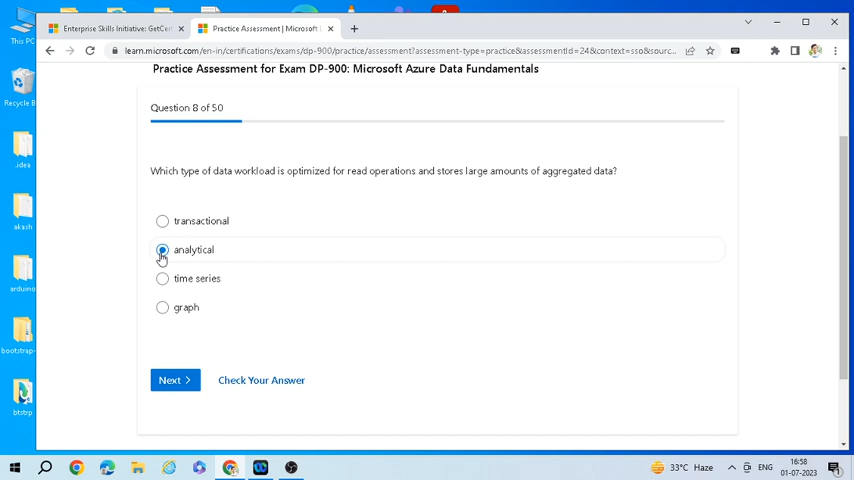 This PC
Recycle B
.idea
akash
arduino
bootstrap-
btstrp
Enterprise Skills Initiative: GetCert
Practice Assessment | Microsoft
learn.microsoft.com/en-in/certifications/exams/dp-900/practice/assessment?assessment-type=practice&assessmentId=24&context=sso&sourc...
Practice Assessment for Exam DP-900: Microsoft Azure Data Fundamentals
Question 8 of 50
Which type of data workload is optimized for read operations and stores large amounts of aggregated data?
transactional
analytical
time series
graph
Next
Check Your Answer
33°C Haze
ENG
16:58
01-07-2023
1